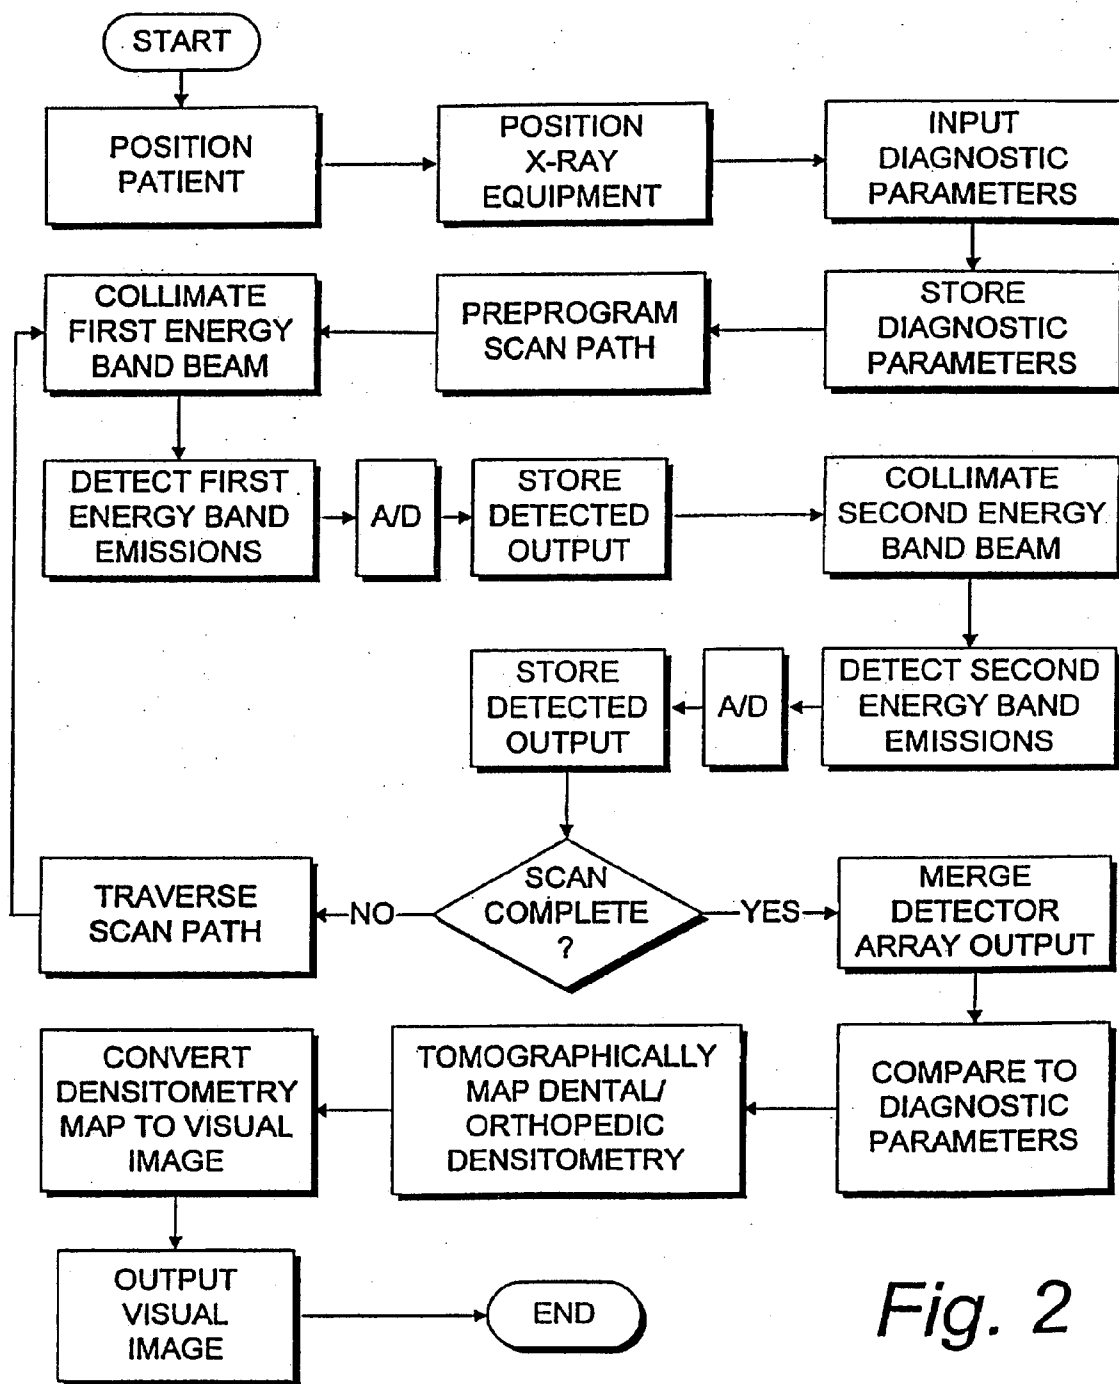 START
POSITION
PATIENT
POSITION
X-RAY
EQUIPMENT
INPUT
DIAGNOSTIC
PARAMETERS
STORE
DIAGNOSTIC
PARAMETERS
PREPROGRAM
SCAN PATH
COLLIMATE
FIRST ENERGY
BAND BEAM
DETECT FIRST
ENERGY BAND
EMISSIONS
A/D
STORE
DETECTED
OUTPUT
COLLIMATE
SECOND ENERGY
BAND BEAM
DETECT SECOND
ENERGY BAND
EMISSIONS
A/D
STORE
DETECTED
OUTPUT
SCAN
COMPLETE
?
NO
TRAVERSE
SCAN PATH
YES
MERGE
DETECTOR
ARRAY OUTPUT
COMPARE TO
DIAGNOSTIC
PARAMETERS
TOMOGRAPHICALLY
MAP DENTAL/
ORTHOPEDIC
DENSITOMETRY
CONVERT
DENSITOMETRY
MAP TO VISUAL
IMAGE
OUTPUT
VISUAL
IMAGE
END
Fig. 2